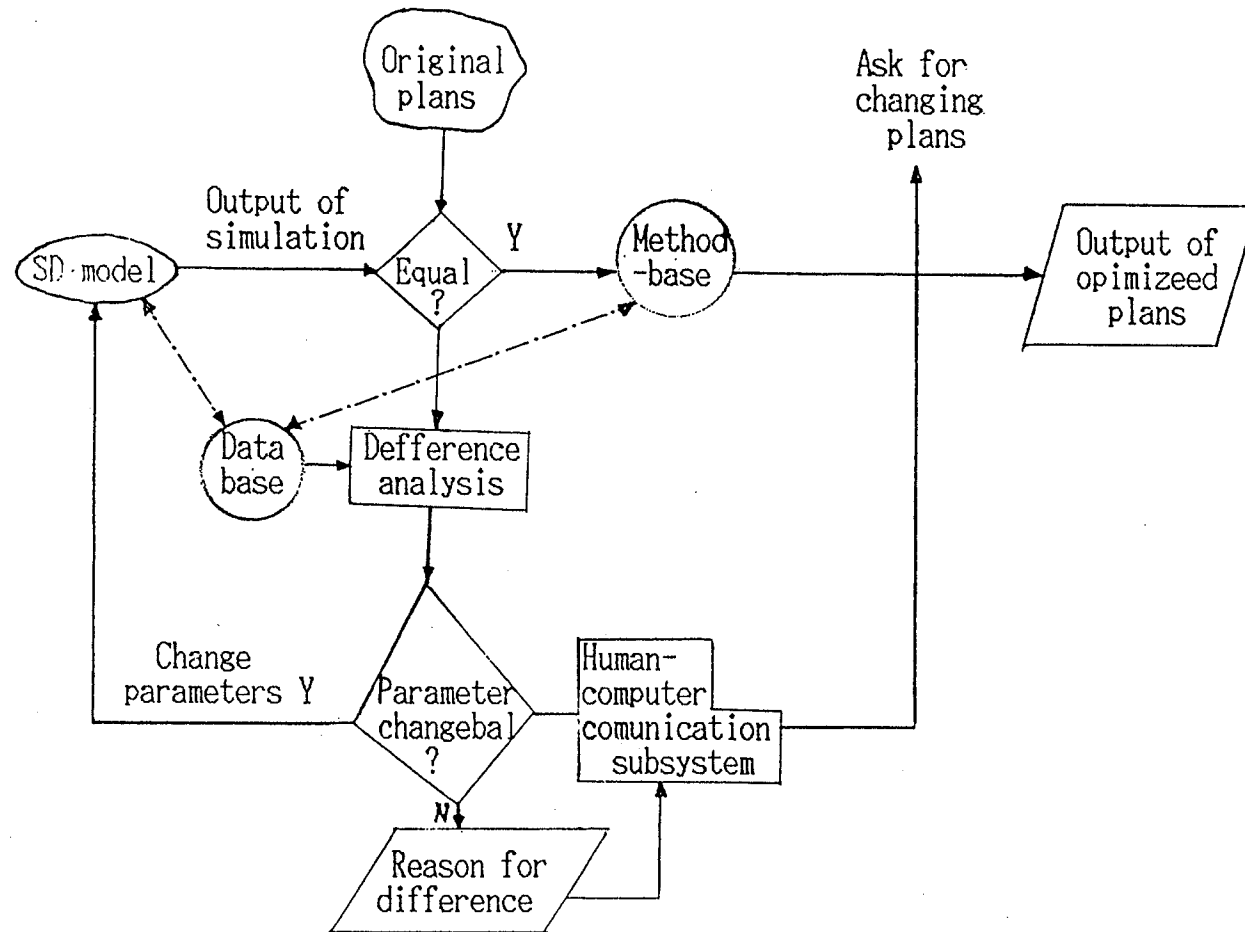 Original
plans
Ask for
changing
plans
Output of
simulation
Y
Method
-base
SD model
Equal
?
Output of
opimizeed
plans
Data
base
Defference
analysis
Change
parameters Y
Parameter
changebal
?
Human-
computer
comunication
subsystem
N
Reason for
difference